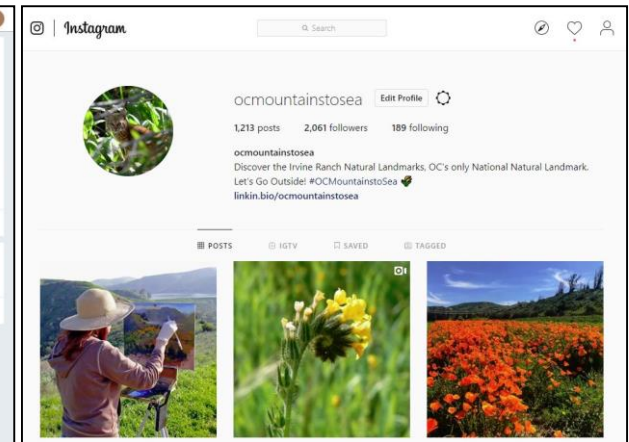 Instagram
Search
ocmountainstosea Edit Profile
1,213 posts 2,061 followers 189 following
ocmountainstosea
Discover the Irvine Ranch Natural Landmarks, OC's only National Natural Landmark.
Let's Go Outside! #OCMountainstoSea
linkin.bio/ocmountainstosea
POSTS IGTV SAVED TAGGED